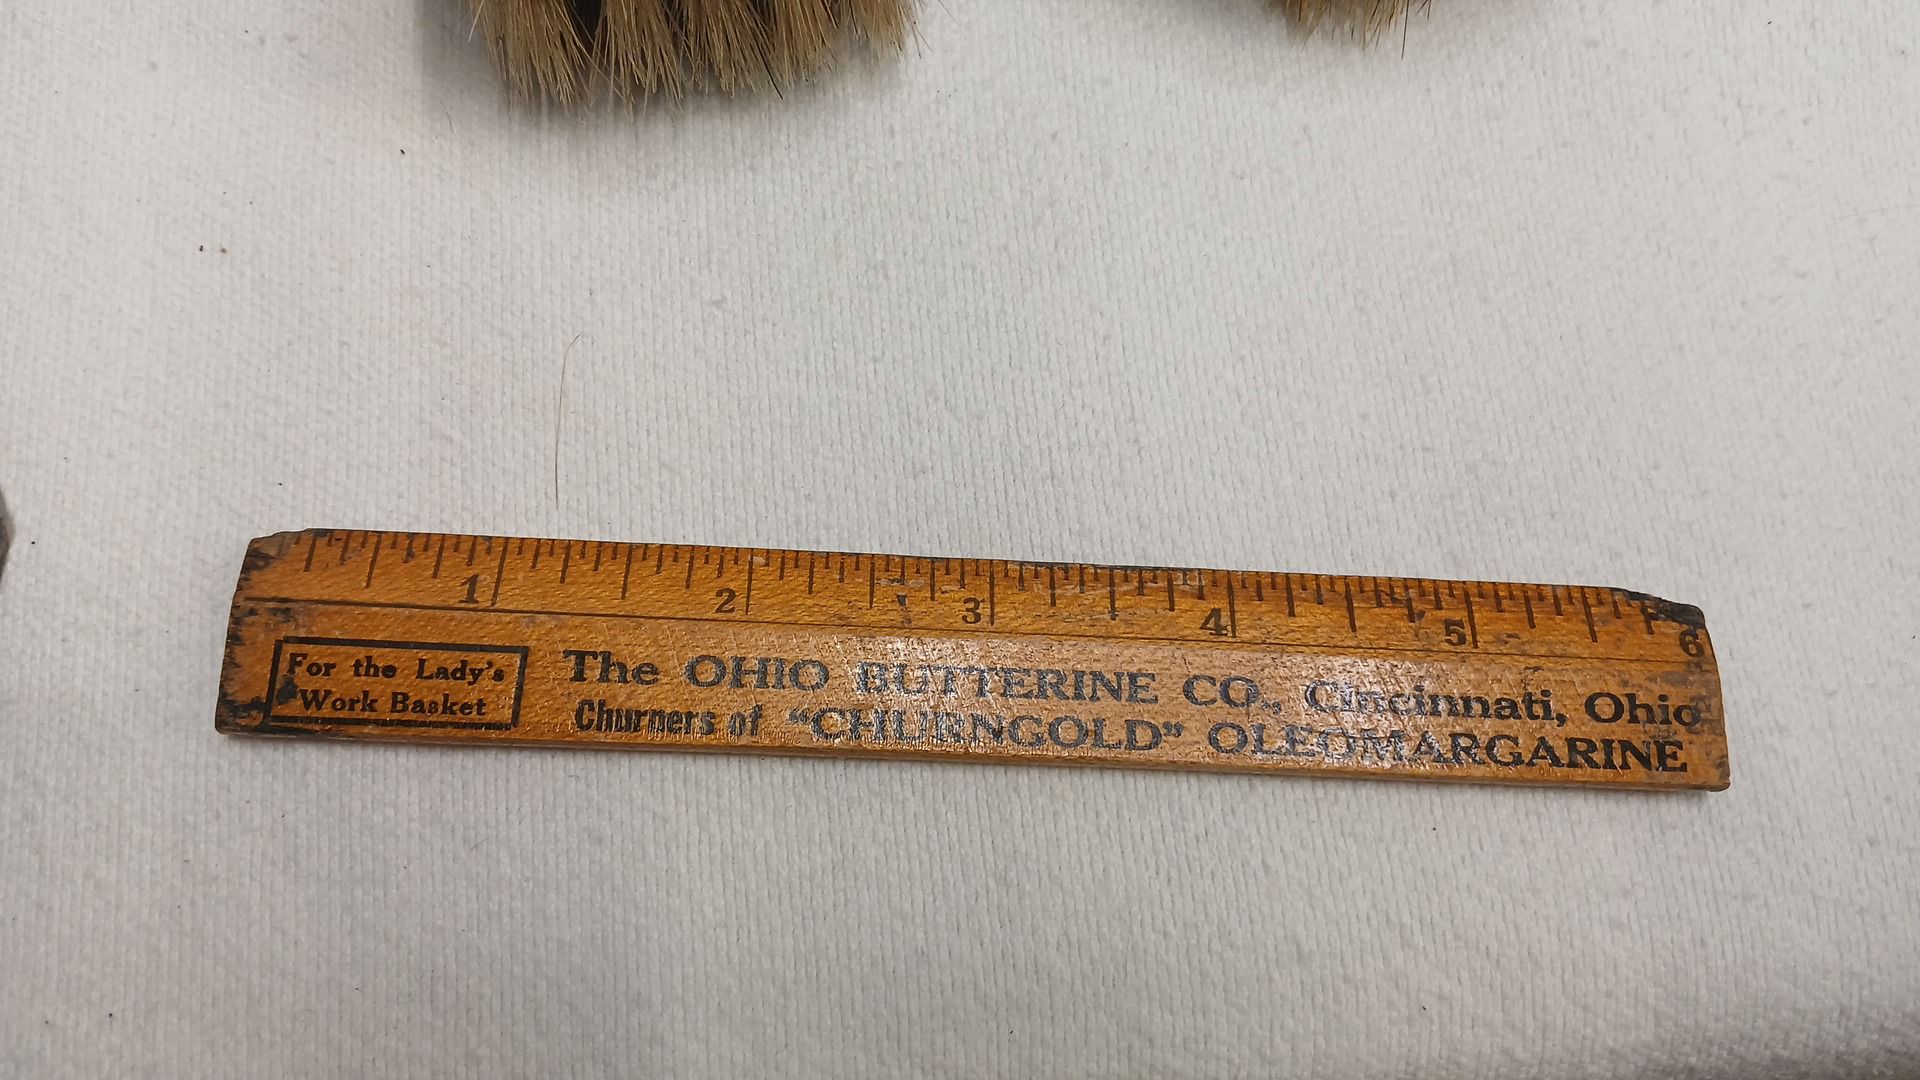 1 2 3 4 5 6
For the Lady's
Work Basket
The OHIO BUTTERINE CO., Cincinnati, Ohio
Churners of "CHURNGOLD" OLEOMARGARINE